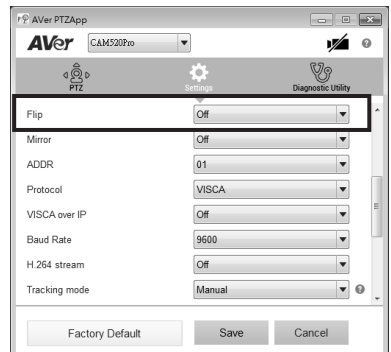 AVer PTZApp
AVer CAM520Pro
PTZ Settings Diagnostic Utility
Flip Off
Mirror Off
ADDR 01
Protocol VISCA
VISCA over IP Off
Baud Rate 9600
H.264 stream Off
Tracking mode Manual
Factory Default Save Cancel